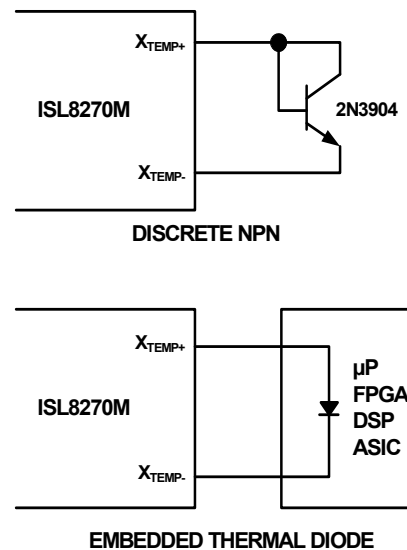 XTEMP+
ISL8270M
2N3904
XTEMP-
DISCRETE NPN
XTEMP+
µP
FPGA
ISL8270M
DSP
ASIC
XTEMP-
EMBEDDED THERMAL DIODE